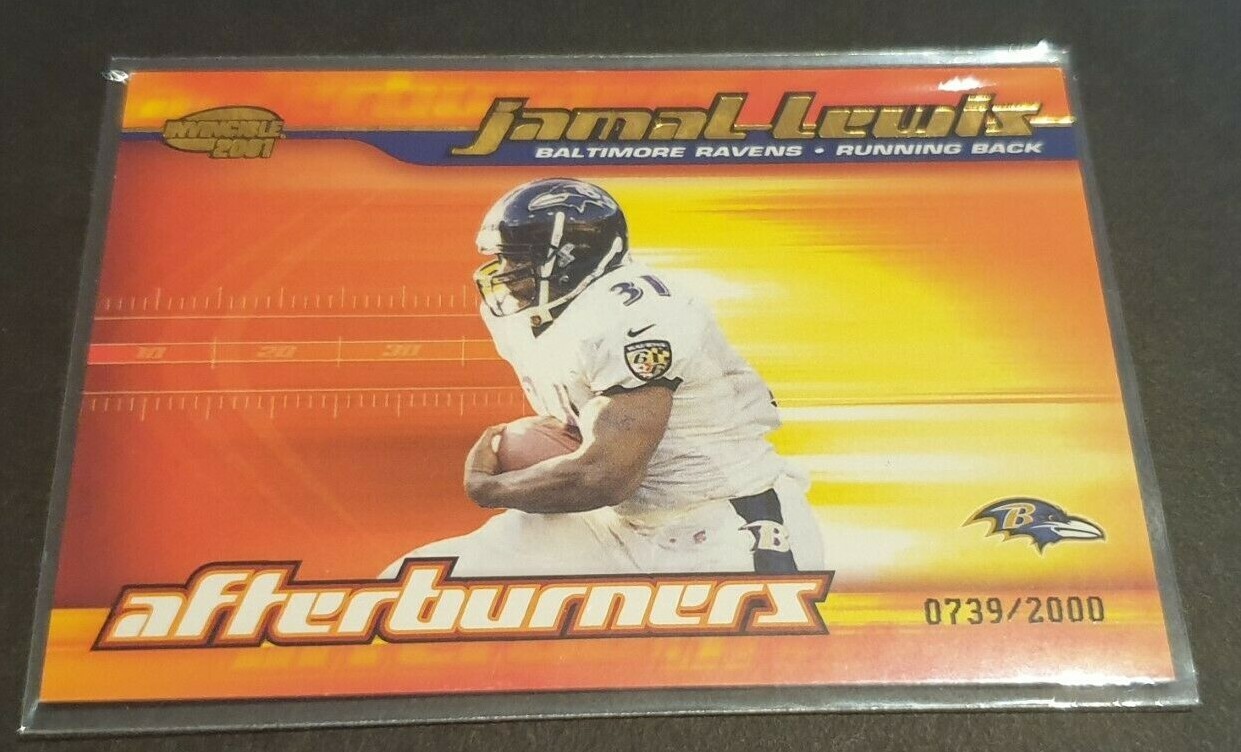 INVINCIBLE
2001
Jamal Lewis
BALTIMORE RAVENS • RUNNING BACK
31
10 20 30
B
B
afterburners
0739/2000